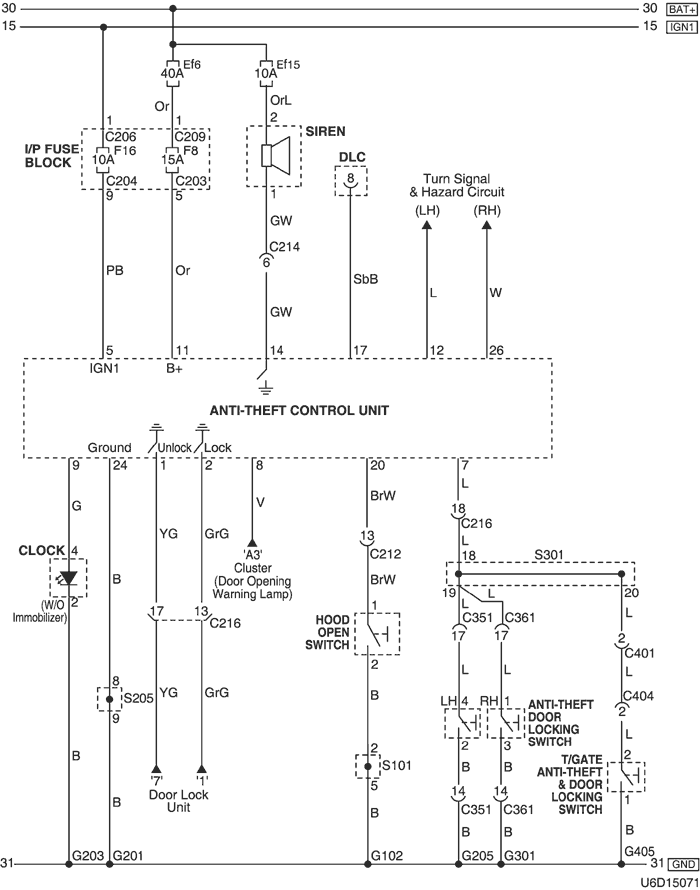 30 30 BAT+
15 15 IGN1
Ef6 Ef15
40A 10A
Or OrL
1 1 2
C206 C209 SIREN
I/P FUSE F16 F8 DLC
BLOCK 10A 15A 8
C204 C203
9 5 1
Turn Signal
& Hazard Circuit
(LH) (RH)
GW
C214
6
PB Or SbB L W
GW
5 11 14 17 12 26
IGN1 B+
ANTI-THEFT CONTROL UNIT
Ground Unlock Lock
9 24 1 2 8 20 7
G YG GrG V BrW L
18
C216
13
C212
L
18 S301
CLOCK 4
'A3'
Cluster
(Door Opening
Warning Lamp)
BrW
B
2
(W/O
Immobilizer)
19 20
L L L
C351 C361
17 13 C216
17 17
1
HOOD
OPEN
SWITCH
2
2
C401
YG GrG B L L L
8
S205
9
C404
2
LH 4 RH 1
ANTI-THEFT
DOOR
LOCKING
SWITCH
2 3
L
B B B B B
2
S101
5
'7' '1'
Door Lock
Unit
2
T/GATE
ANTI-THEFT
& DOOR
LOCKING
SWITCH
1
14 14
C351 C361
B B B B
31 G203 G201 G102 G205 G301 G405 31 GND
U6D15071